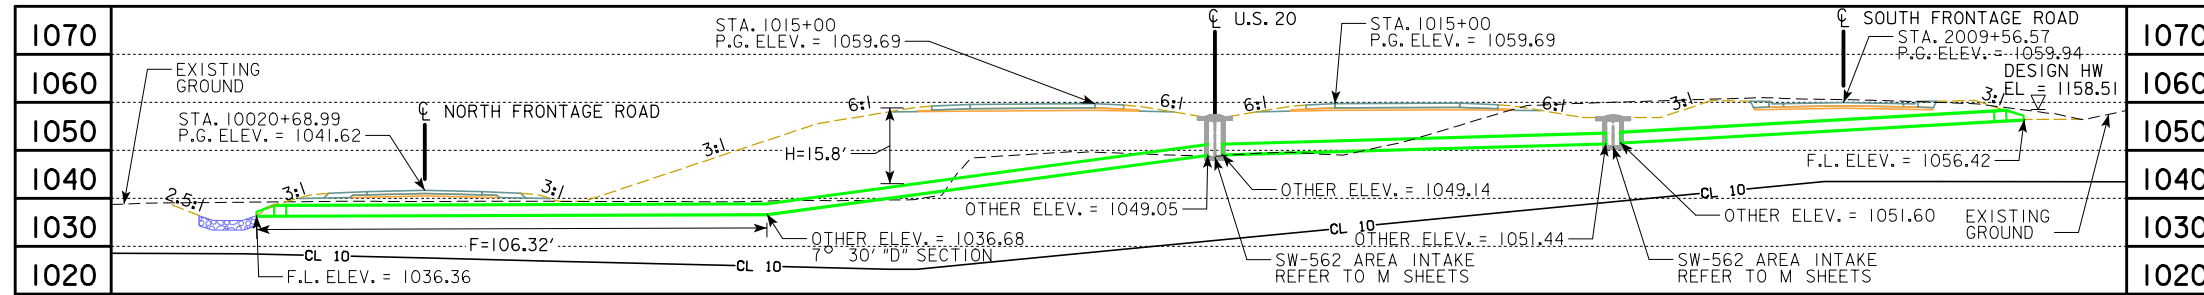 1070
1060
1050
1040
1030
1020
EXISTING
GROUND
℄ NORTH FRONTAGE ROAD
STA. 10020+68.99
P.G. ELEV. = 1041.62
2.5:1
3:1
3:1
3:1
F=106.32'
F.L. ELEV. = 1036.36
CL 10
CL 10
STA. 1015+00
P.G. ELEV. = 1059.69
6:1
6:1
H=15.8'
OTHER ELEV. = 1036.68
7° 30' "D" SECTION
℄ U.S. 20
STA. 1015+00
P.G. ELEV. = 1059.69
6:1
6:1
OTHER ELEV. = 1049.05
OTHER ELEV. = 1049.14
SW-562 AREA INTAKE
REFER TO M SHEETS
CL 10
OTHER ELEV. = 1051.44
OTHER ELEV. = 1051.60
SW-562 AREA INTAKE
REFER TO M SHEETS
CL 10
℄ SOUTH FRONTAGE ROAD
STA. 2009+56.57
P.G. ELEV. = 1059.94
3:1
3:1
DESIGN HW
EL = 1158.51
F.L. ELEV. = 1056.42
EXISTING
GROUND
1070
1060
1050
1040
1030
1020